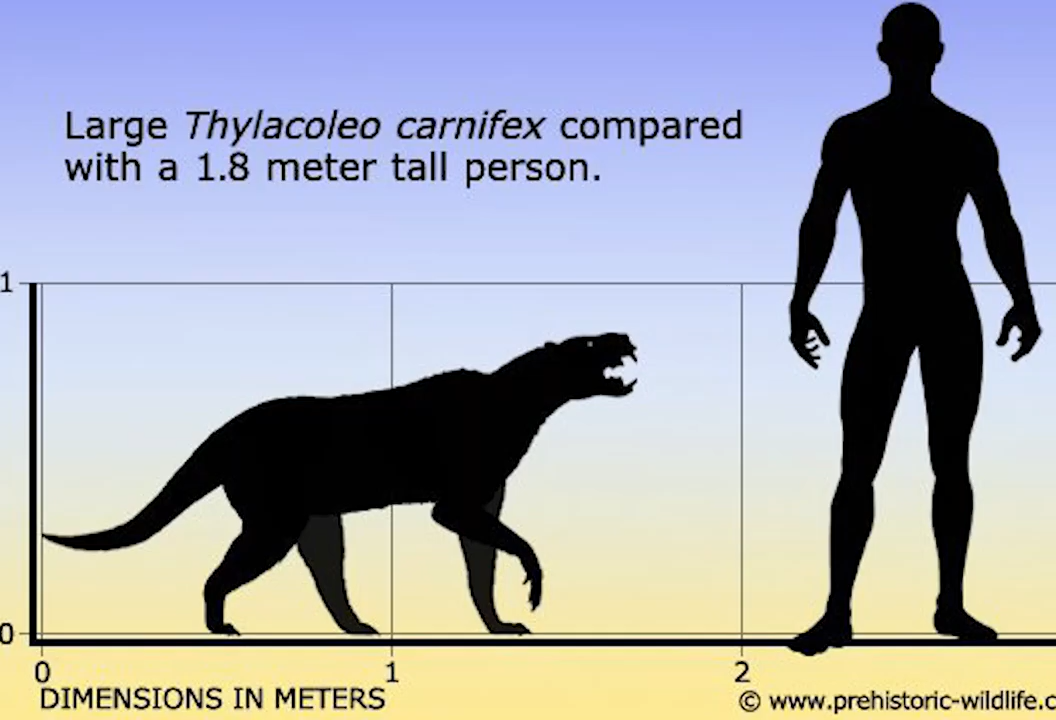 Large Thylacoleo carnifex compared
with a 1.8 meter tall person.
1
0
0 1 2
DIMENSIONS IN METERS
© www.prehistoric-wildlife.c